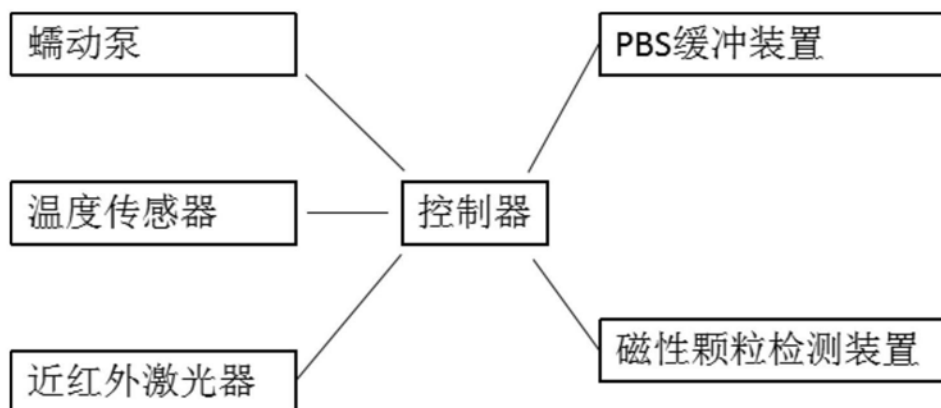 蠕动泵
PBS缓冲装置
温度传感器
控制器
近红外激光器
磁性颗粒检测装置